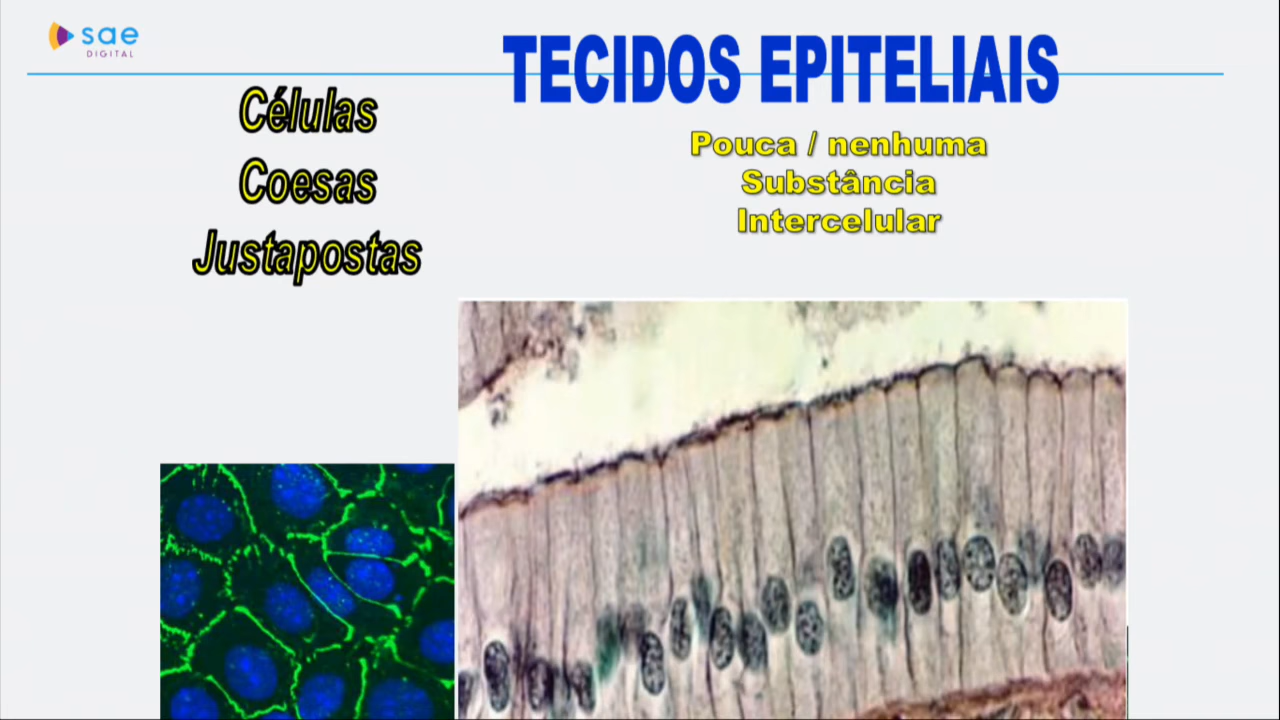 sae
DIGITAL
TECIDOS EPITELIAIS
Células
Coesas
Justapostas
Pouca / nenhuma
Substância
Intercelular